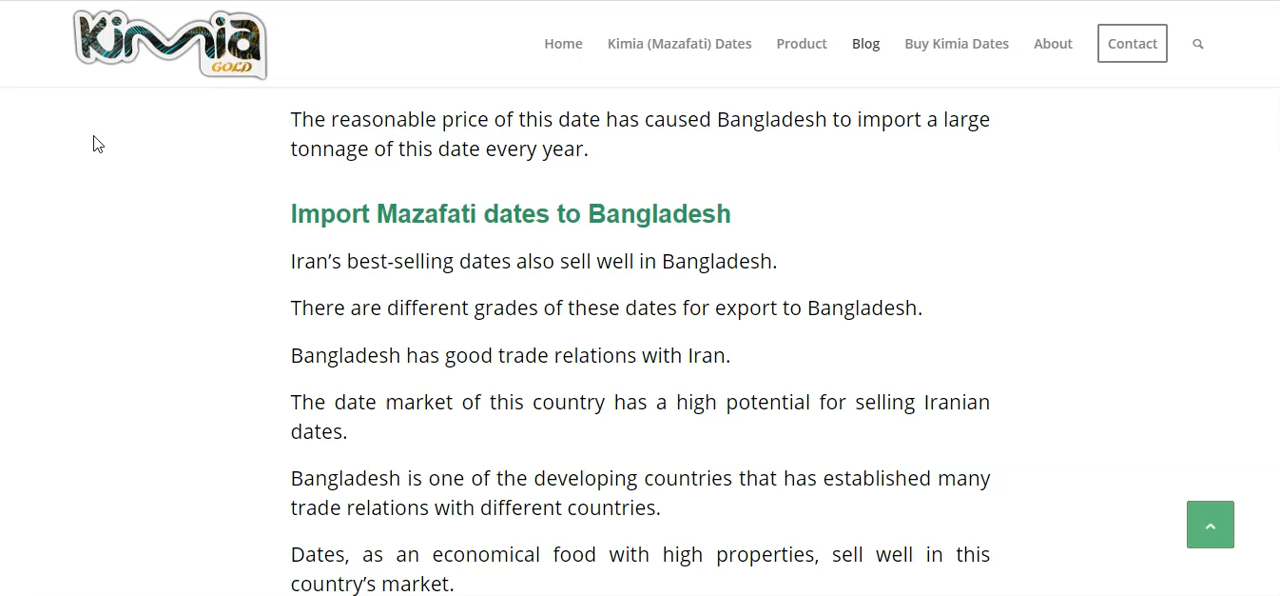 Kimia
GOLD
Home Kimia (Mazafati) Dates Product Blog Buy Kimia Dates About Contact
The reasonable price of this date has caused Bangladesh to import a large
tonnage of this date every year.
Import Mazafati dates to Bangladesh
Iran’s best-selling dates also sell well in Bangladesh.
There are different grades of these dates for export to Bangladesh.
Bangladesh has good trade relations with Iran.
The date market of this country has a high potential for selling Iranian
dates.
Bangladesh is one of the developing countries that has established many
trade relations with different countries.
Dates, as an economical food with high properties, sell well in this
country’s market.